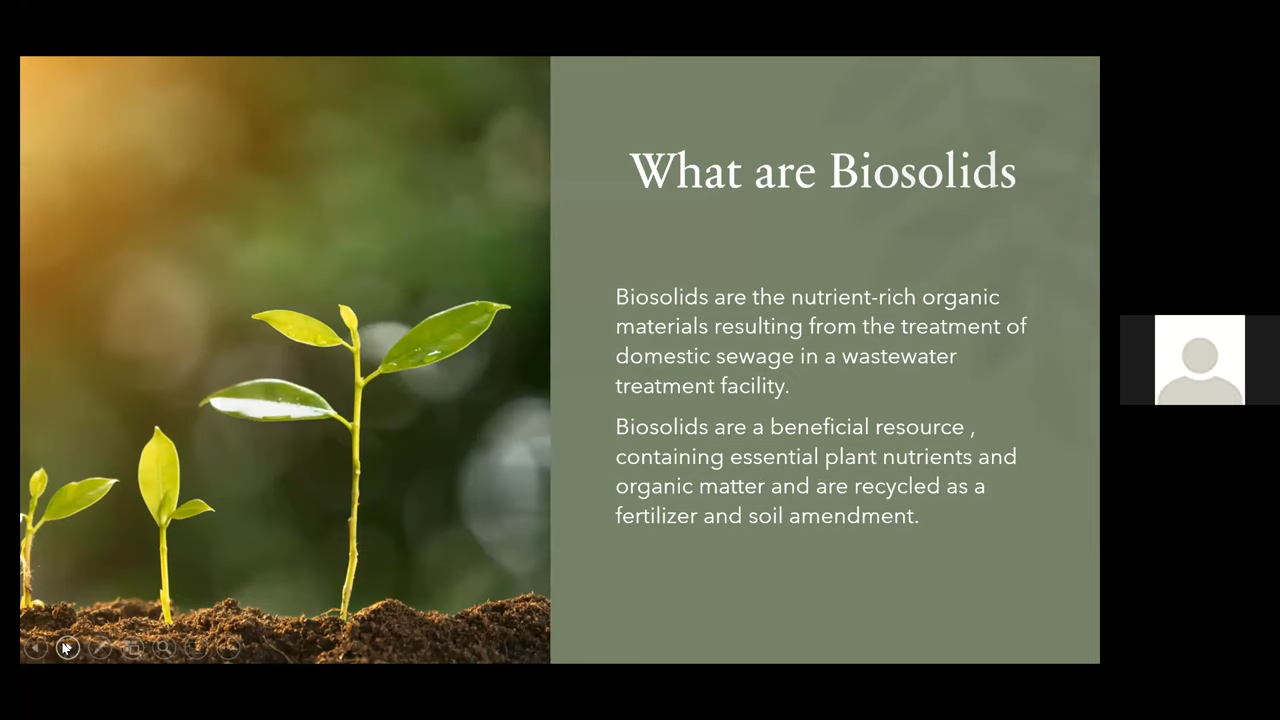 What are Biosolids
Biosolids are the nutrient-rich organic
materials resulting from the treatment of
domestic sewage in a wastewater
treatment facility.
Biosolids are a beneficial resource ,
containing essential plant nutrients and
organic matter and are recycled as a
fertilizer and soil amendment.